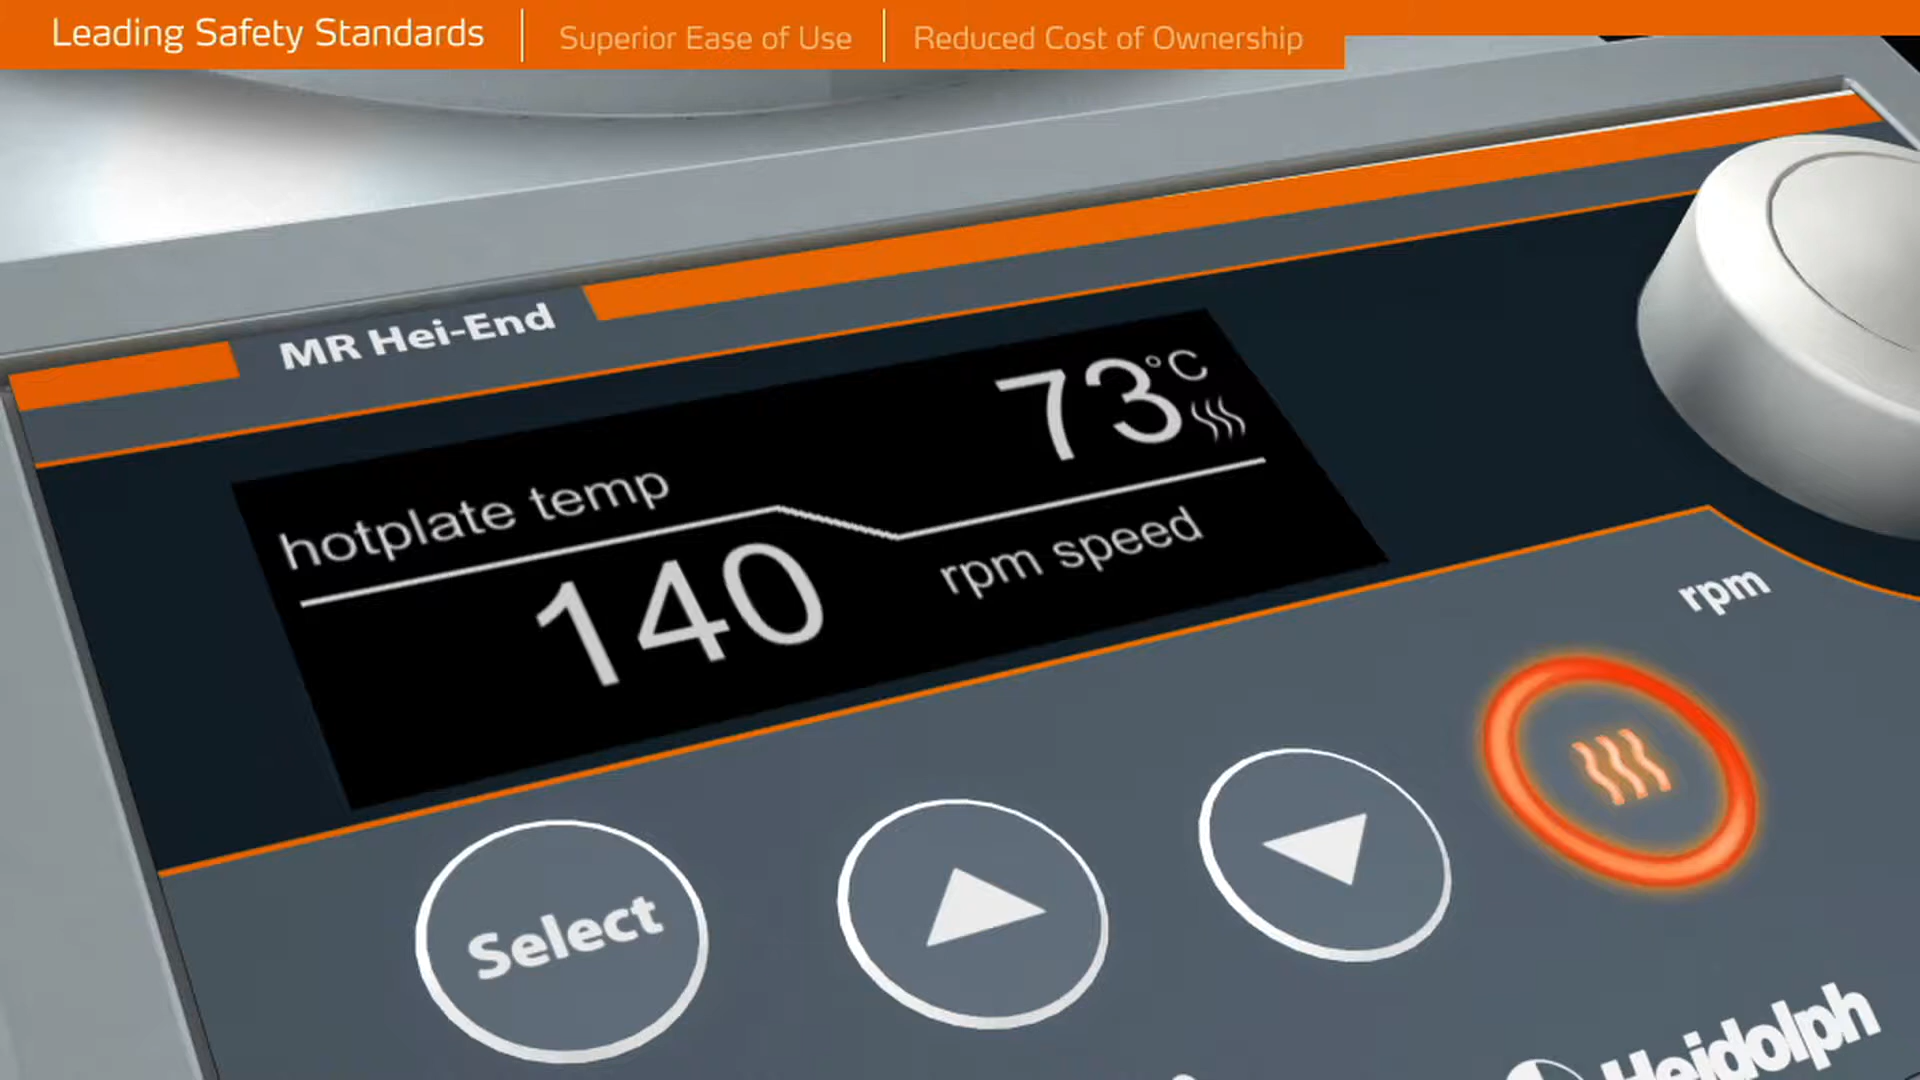 Leading Safety Standards
Superior Ease of Use
Reduced Cost of Ownership
MR Hei-End
73°C
hotplate temp
140
rpm speed
rpm
Select
Heidolph